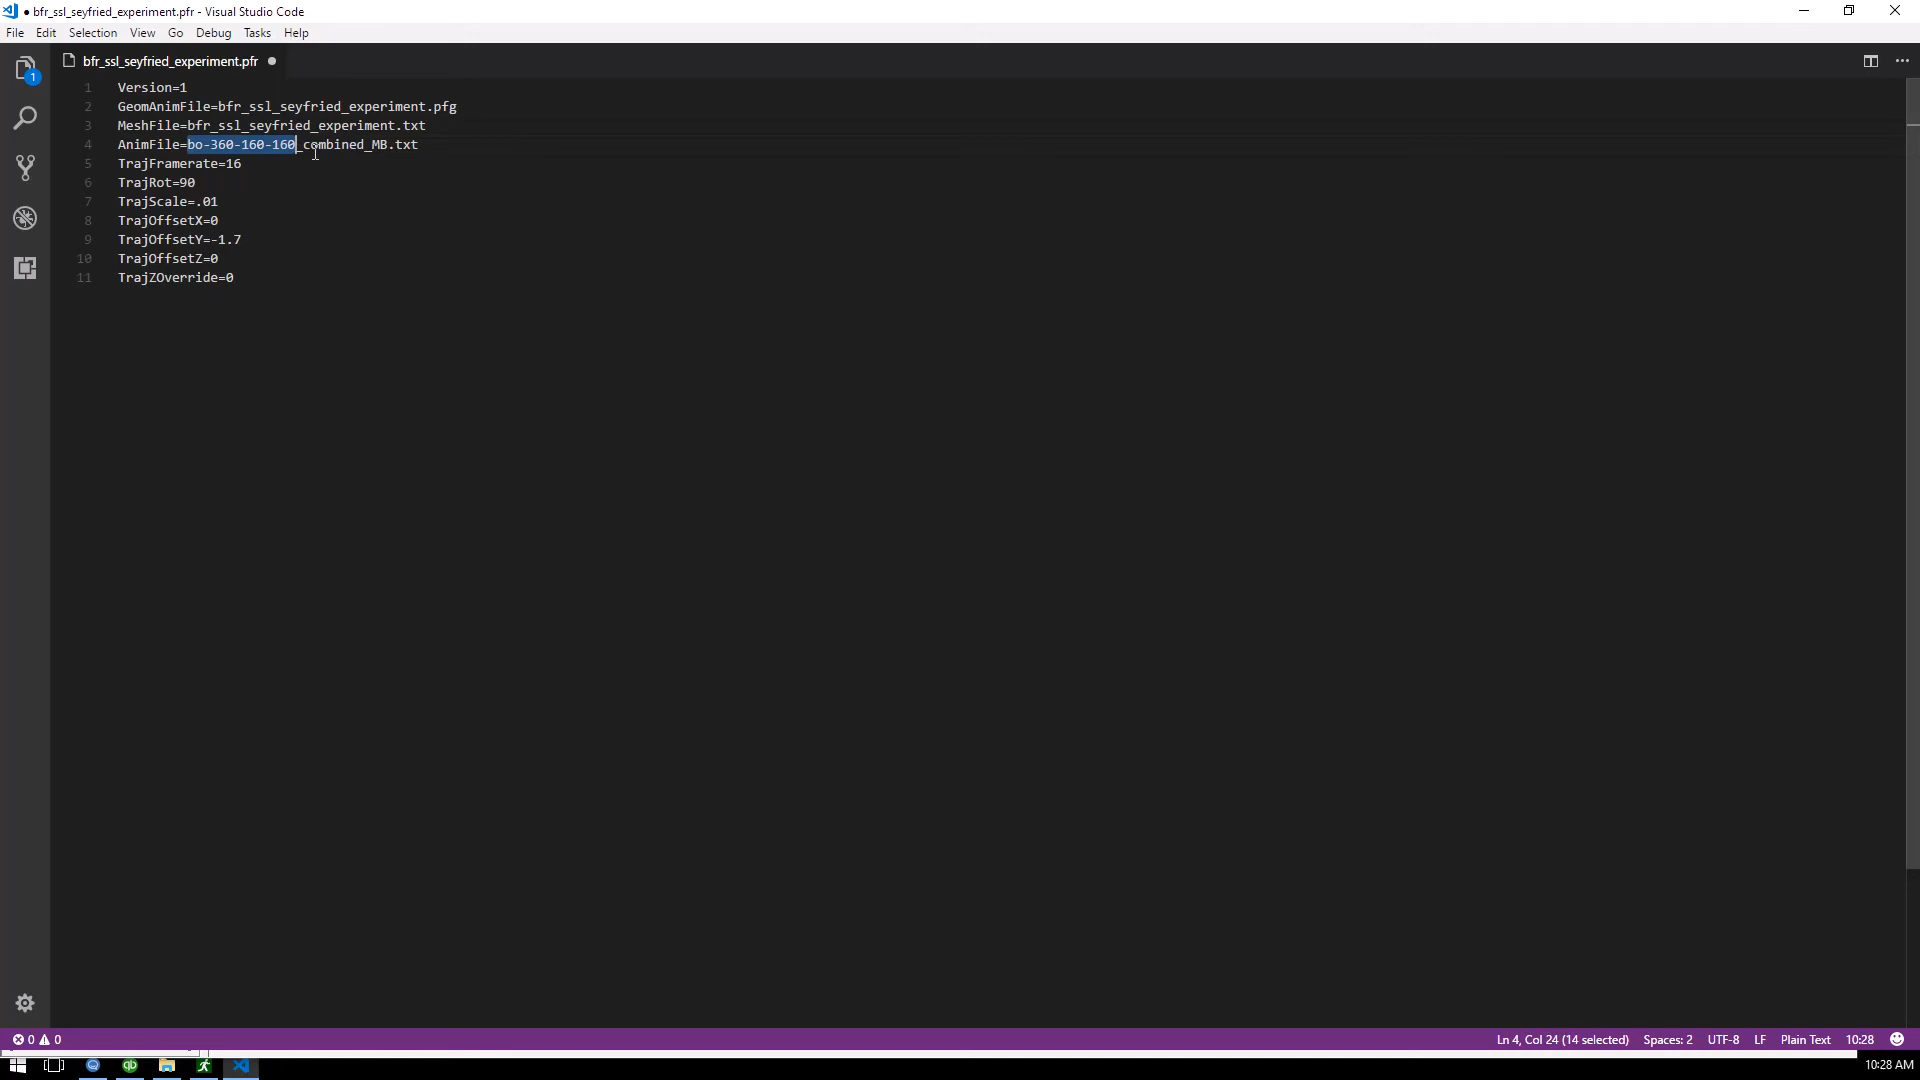 ● bfr_ssl_seyfried_experiment.pfr - Visual Studio Code
File Edit Selection View Go Debug Tasks Help
1
bfr_ssl_seyfried_experiment.pfr
1 Version=1
2 GeomAnimFile=bfr_ssl_seyfried_experiment.pfg
3 MeshFile=bfr_ssl_seyfried_experiment.txt
4 AnimFile=bo-360-160-160_combined_MB.txt
5 TrajFramerate=16
6 TrajRot=90
7 TrajScale=.01
8 TrajOffsetX=0
9 TrajOffsetY=-1.7
10 TrajOffsetZ=0
11 TrajZOverride=0
0 0 Ln 4, Col 24 (14 selected) Spaces: 2 UTF-8 LF Plain Text 10:28
qb 10:28 AM